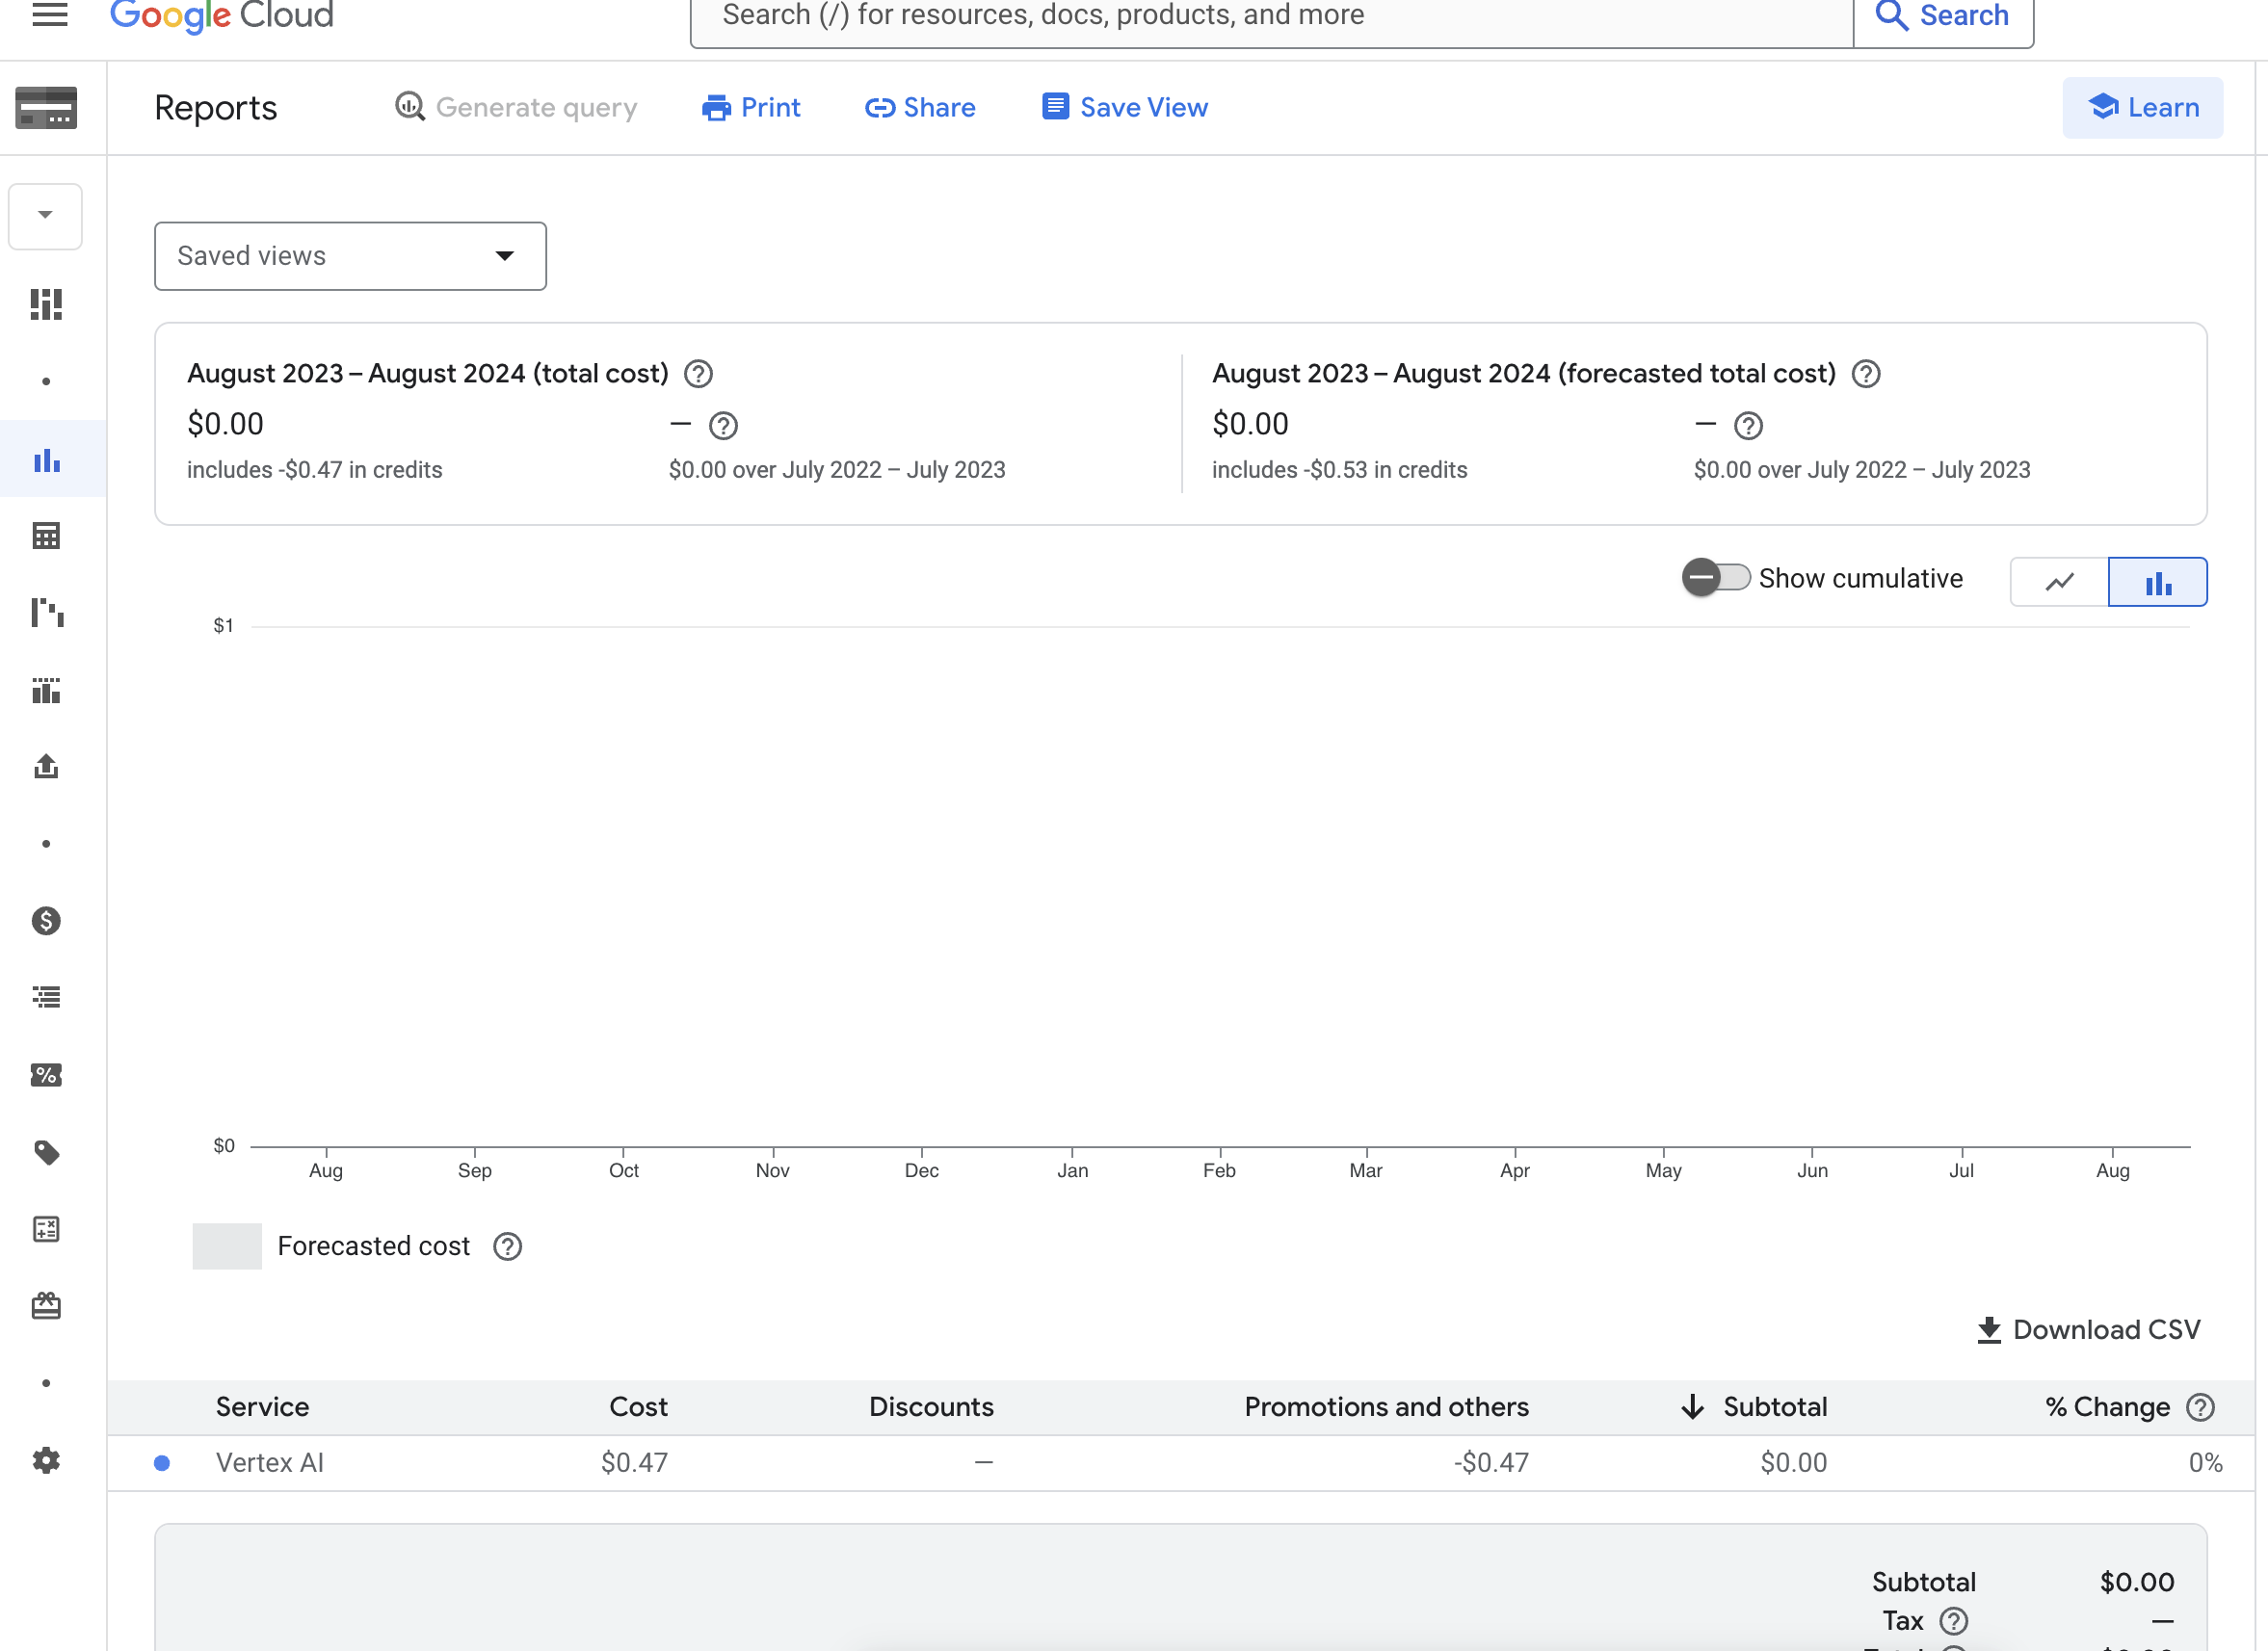 Google Cloud
Search (/) for resources, docs, products, and more
Search
Reports
Generate query
Print
Share
Save View
Learn
Saved views
August 2023 – August 2024 (total cost)
$0.00
—
includes -$0.47 in credits
$0.00 over July 2022 – July 2023
August 2023 – August 2024 (forecasted total cost)
$0.00
—
includes -$0.53 in credits
$0.00 over July 2022 – July 2023
Show cumulative
$1
$0
Aug Sep Oct Nov Dec Jan Feb Mar Apr May Jun Jul Aug
Forecasted cost
Download CSV
Service Cost Discounts Promotions and others Subtotal % Change
Vertex AI $0.47 — -$0.47 $0.00 0%
Subtotal $0.00
Tax —